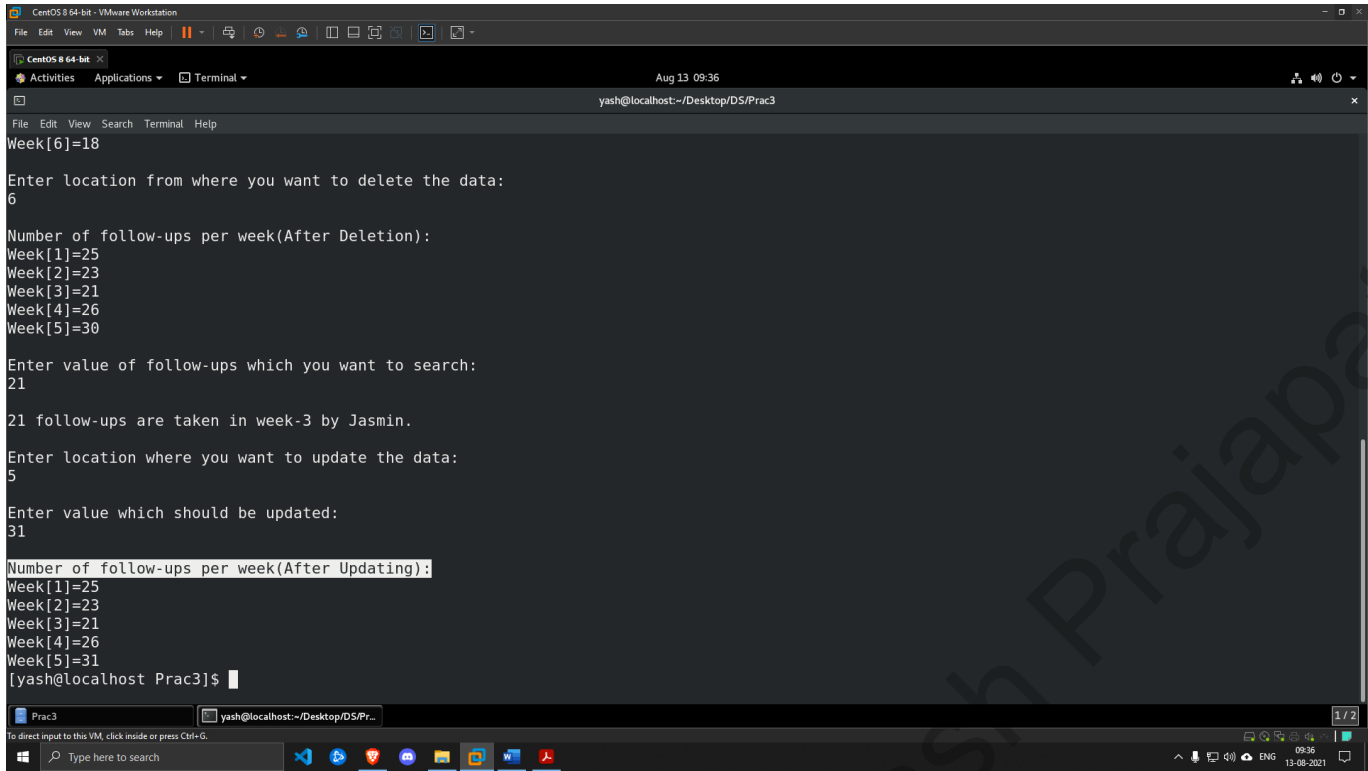 CentOS 8 64-bit - VMware Workstation
File Edit View VM Tabs Help
CentOS 8 64-bit
Activities Applications Terminal Aug 13 09:36
yash@localhost:~/Desktop/DS/Prac3
File Edit View Search Terminal Help
Week[6]=18
Enter location from where you want to delete the data:
6
Number of follow-ups per week(After Deletion):
Week[1]=25
Week[2]=23
Week[3]=21
Week[4]=26
Week[5]=30
Enter value of follow-ups which you want to search:
21
21 follow-ups are taken in week-3 by Jasmin.
Enter location where you want to update the data:
5
Enter value which should be updated:
31
Number of follow-ups per week(After Updating):
Week[1]=25
Week[2]=23
Week[3]=21
Week[4]=26
Week[5]=31
[yash@localhost Prac3]$
Prac3 yash@localhost:~/Desktop/DS/Pr... 1 / 2
To direct input to this VM, click inside or press Ctrl+G.
Type here to search ENG 09:36
13-08-2021